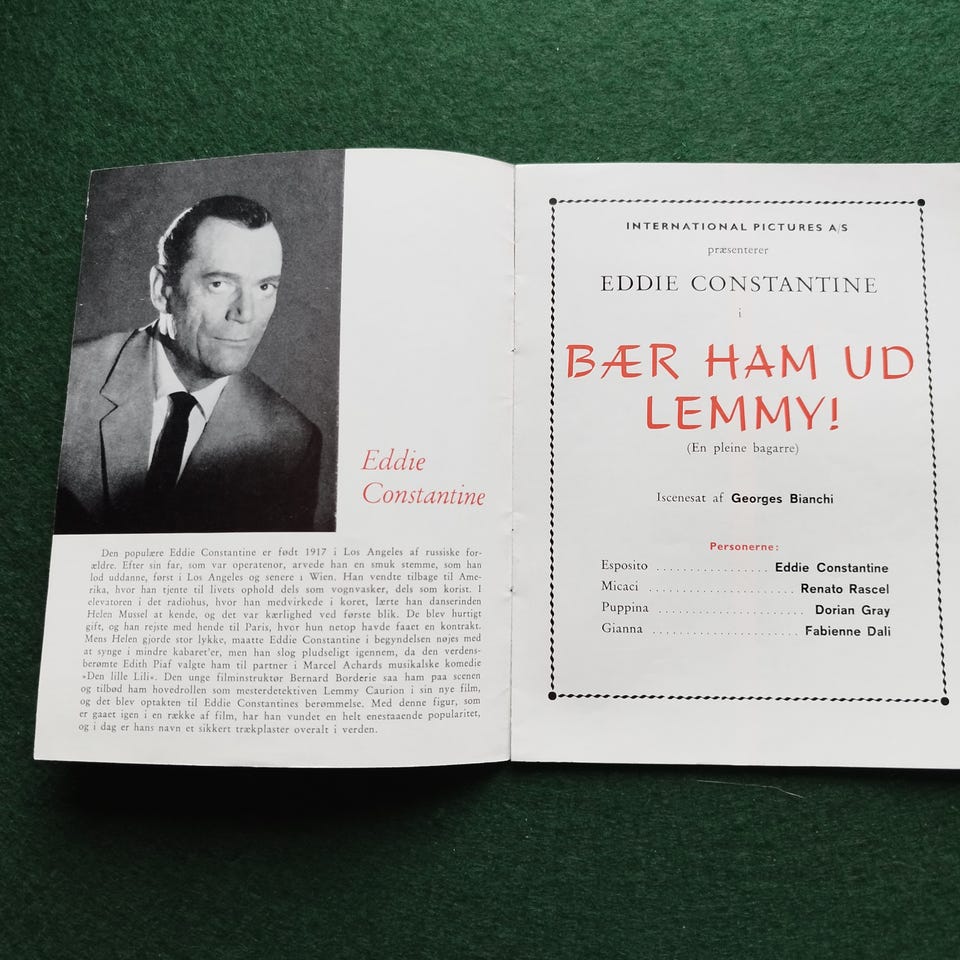 Eddie
Constantine
Den populære Eddie Constantine er født 1917 i Los Angeles af russiske for-
ældre. Efter sin far, som var operatenor, arvede han en smuk stemme, som han
lod uddanne, først i Los Angeles og senere i Wien. Han vendte tilbage til Ame-
rika, hvor han tjente til livets ophold dels som vognvasker, dels som korist. I
elevatoren i det radiohus, hvor han medvirkede i koret, lærte han danserinden
Helen Mussel at kende, og det var kærlighed ved første blik. De blev hurtigt
gift, og han rejste med hende til Paris, hvor hun netop havde faaet en kontrakt.
Mens Helen gjorde stor lykke, maatte Eddie Constantine i begyndelsen nøjes med
at synge i mindre kabaret'er, men han slog pludseligt igennem, da den verdens-
berømte Edith Piaf valgte ham til partner i Marcel Achards musikalske komedie
»Den lille Lili«. Den unge filminstruktør Bernard Borderie saa ham paa scenen
og tilbød ham hovedrollen som mesterdetektiven Lemmy Caurion i sin nye film,
og det blev optakten til Eddie Constantines berømmelse. Med denne figur, som
er gaaet igen i en række af film, har han vundet en helt enestaaende popularitet,
og i dag er hans navn et sikkert trækplaster overalt i verden.
INTERNATIONAL PICTURES A/S
præsenterer
EDDIE CONSTANTINE
i
BÆR HAM UD
LEMMY!
(En pleine bagarre)
Iscenesat af Georges Bianchi
Personerne:
Esposito .................. Eddie Constantine
Micaci ........................ Renato Rascel
Puppina ........................ Dorian Gray
Gianna ........................ Fabienne Dali